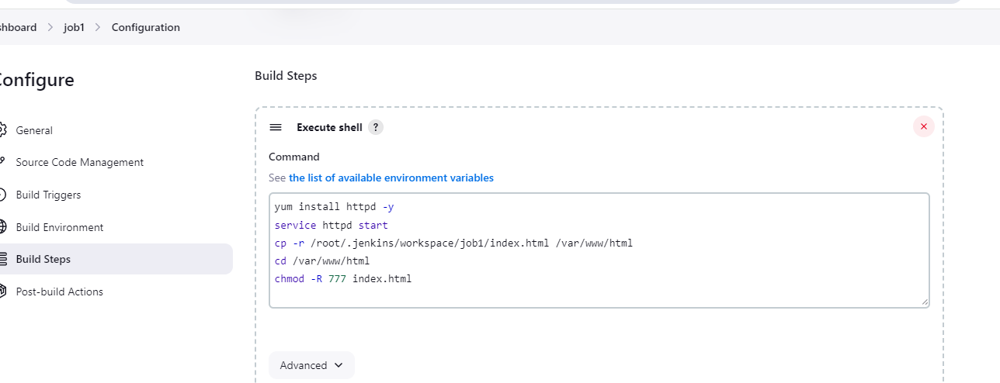 shboard > job1 > Configuration
Configure
General
Source Code Management
Build Triggers
Build Environment
Build Steps
Post-build Actions
Build Steps
Execute shell ?
Command
See the list of available environment variables
yum install httpd -y
service httpd start
cp -r /root/.jenkins/workspace/job1/index.html /var/www/html
cd /var/www/html
chmod -R 777 index.html
Advanced